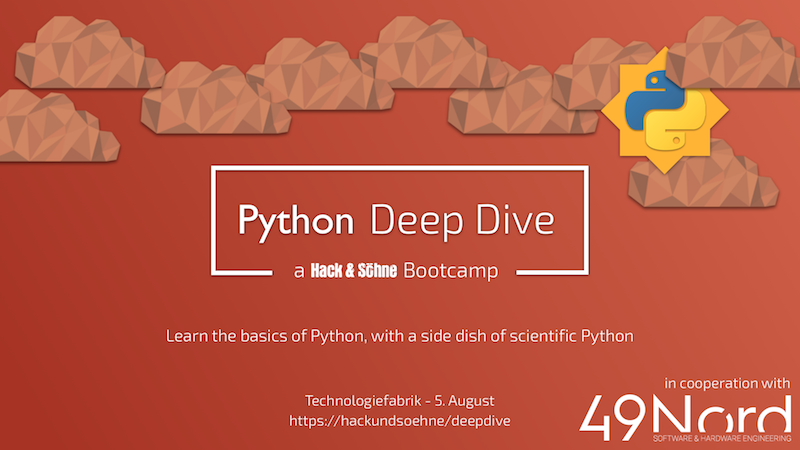 Python Deep Dive
a Hack & Söhne Bootcamp
Learn the basics of Python, with a side dish of scientific Python
Technologiefabrik - 5. August
https://hackundsoehne/deepdive
in cooperation with
49Nord
SOFTWARE & HARDWARE ENGINEERING